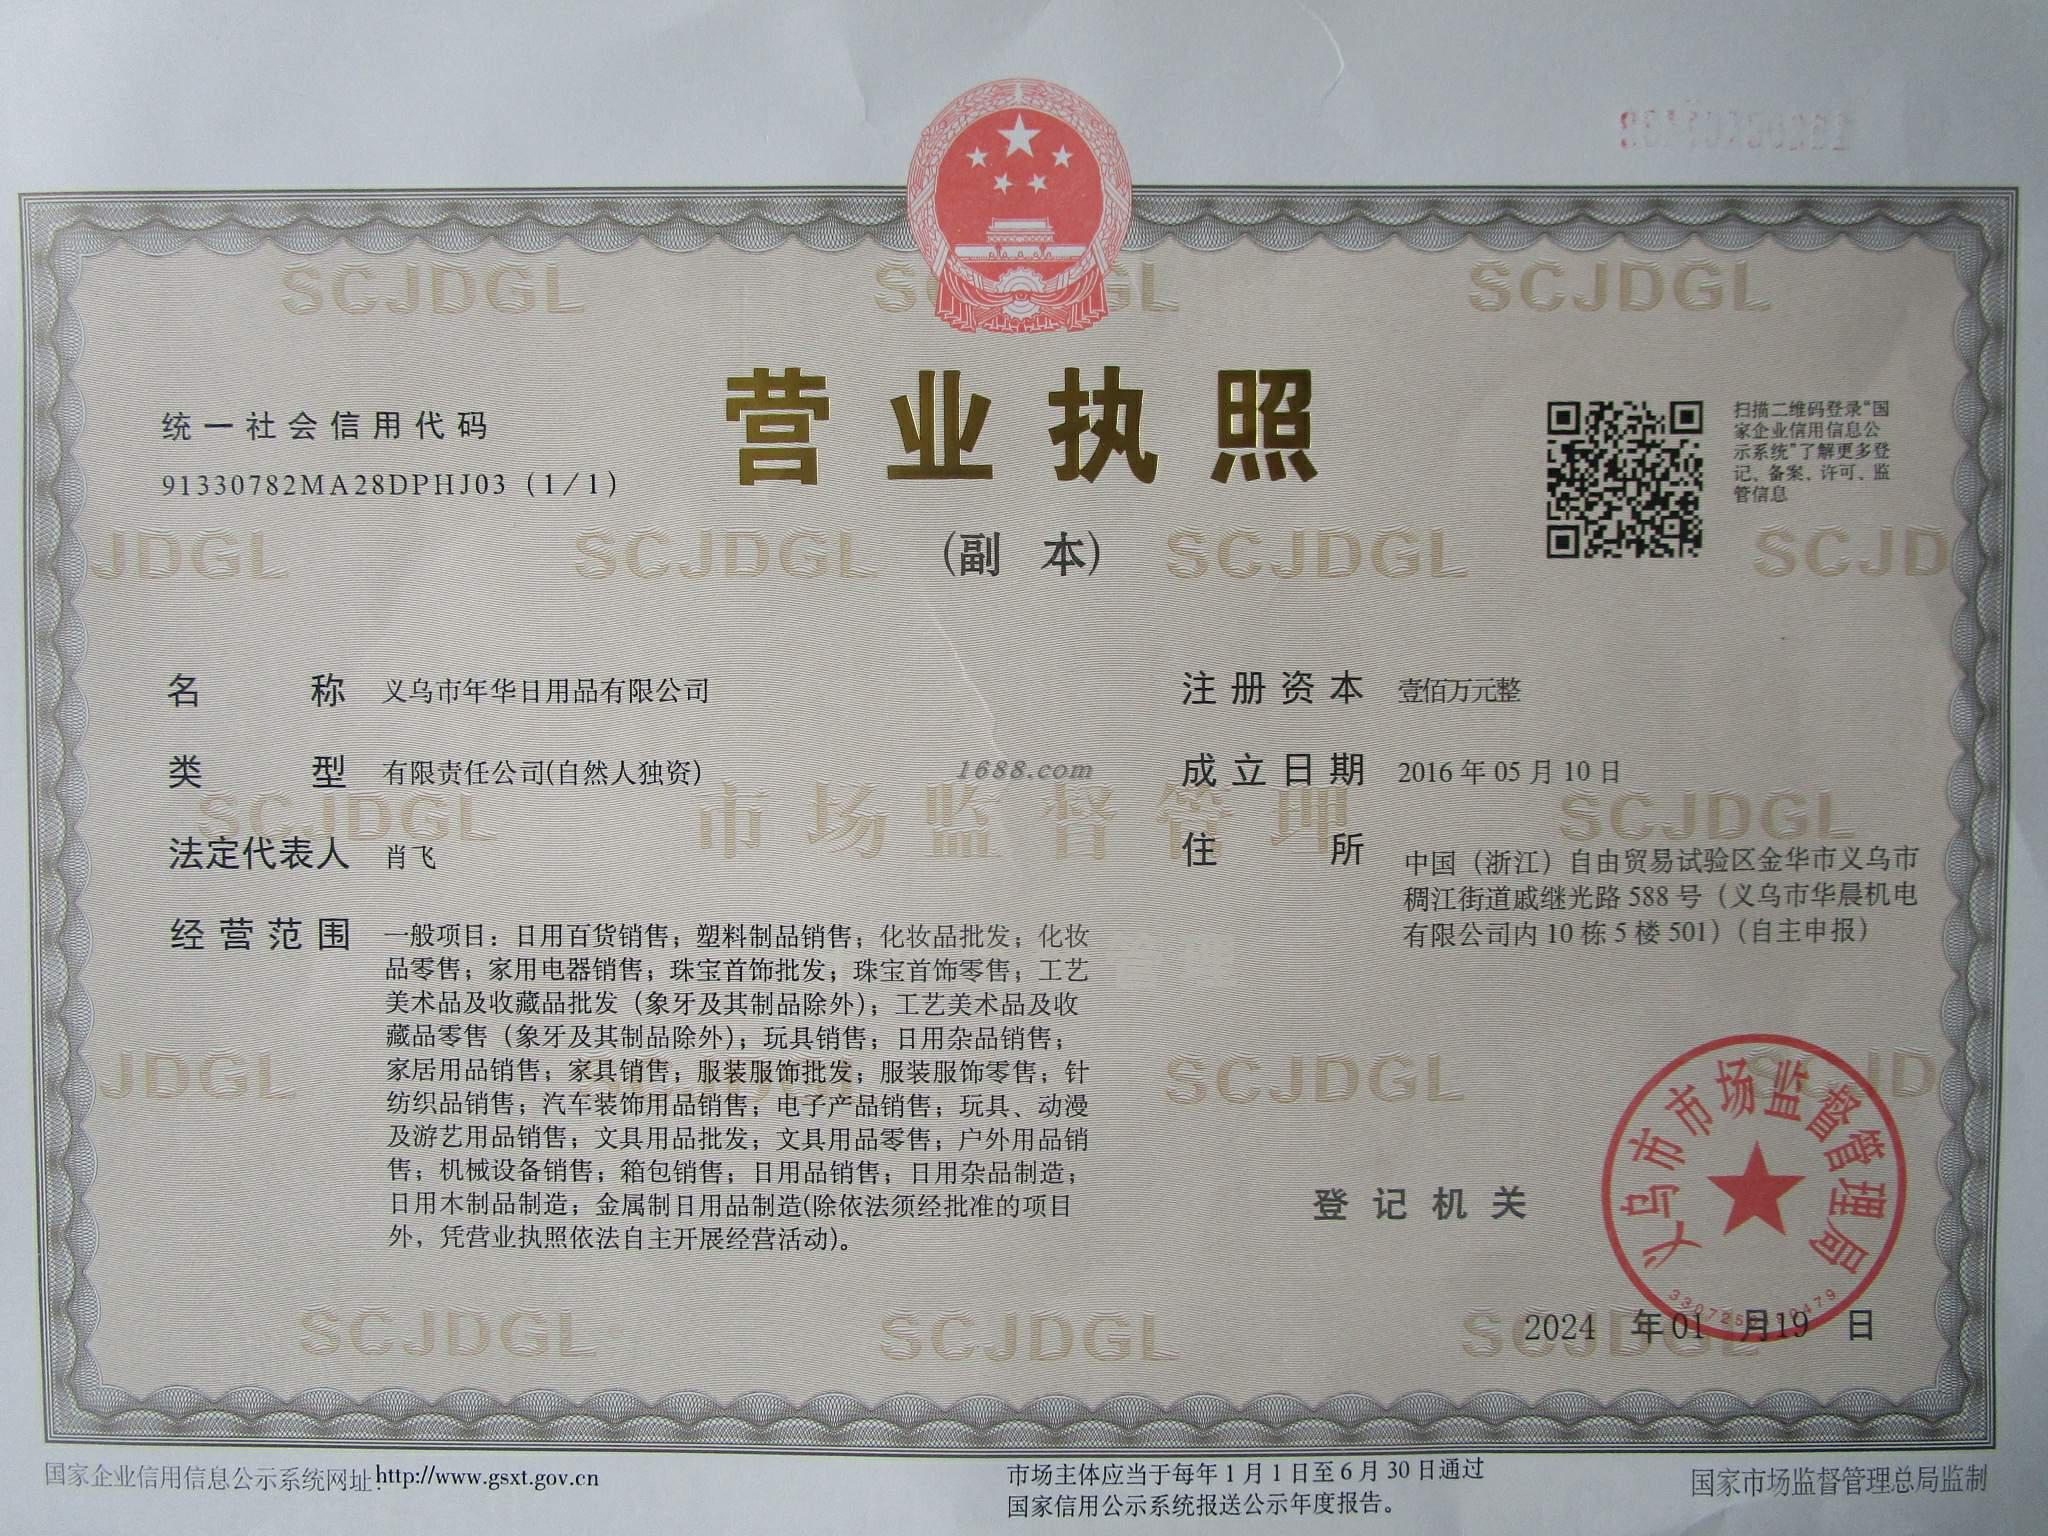 SCJDGL
SCJDGL
营业执照
(副 本)
统一社会信用代码
91330782MA28DPHJ03 (1/1)
扫描二维码登录“国
家企业信用信息公
示系统”了解更多登
记、备案、许可、监
管信息
JDGL
SCJDGL
SCJDGL
SCJD
名 称 义乌市年华日用品有限公司
类 型 有限责任公司(自然人独资)
法定代表人 肖飞
经营范围 一般项目：日用百货销售；塑料制品销售；化妆品批发；化妆
品零售；家用电器销售；珠宝首饰批发；珠宝首饰零售；工艺
美术品及收藏品批发（象牙及其制品除外）；工艺美术品及收
藏品零售（象牙及其制品除外）；玩具销售；日用杂品销售；
家居用品销售；家具销售；服装服饰批发；服装服饰零售；针
纺织品销售；汽车装饰用品销售；电子产品销售；玩具、动漫
及游艺用品销售；文具用品批发；文具用品零售；户外用品销
售；机械设备销售；箱包销售；日用品销售；日用杂品制造；
日用木制品制造；金属制日用品制造(除依法须经批准的项目
外，凭营业执照依法自主开展经营活动)。
注册资本 壹佰万元整
成立日期 2016年05月10日
住 所 中国（浙江）自由贸易试验区金华市义乌市
稠江街道戚继光路588号（义乌市华晨机电
有限公司内10栋5楼501）（自主申报）
1688.com
SCJDGL
市场监督管理
SCJDGL
JDGL
SCJDGL
SCJD
登记机关
义乌市市场监督管理局
2024 年01 月19 日
SCJDGL
SCJDGL
SCJDGL
国家企业信用信息公示系统网址：http://www.gsxt.gov.cn
市场主体应当于每年1月1日至6月30日通过
国家信用公示系统报送公示年度报告。
国家市场监督管理总局监制